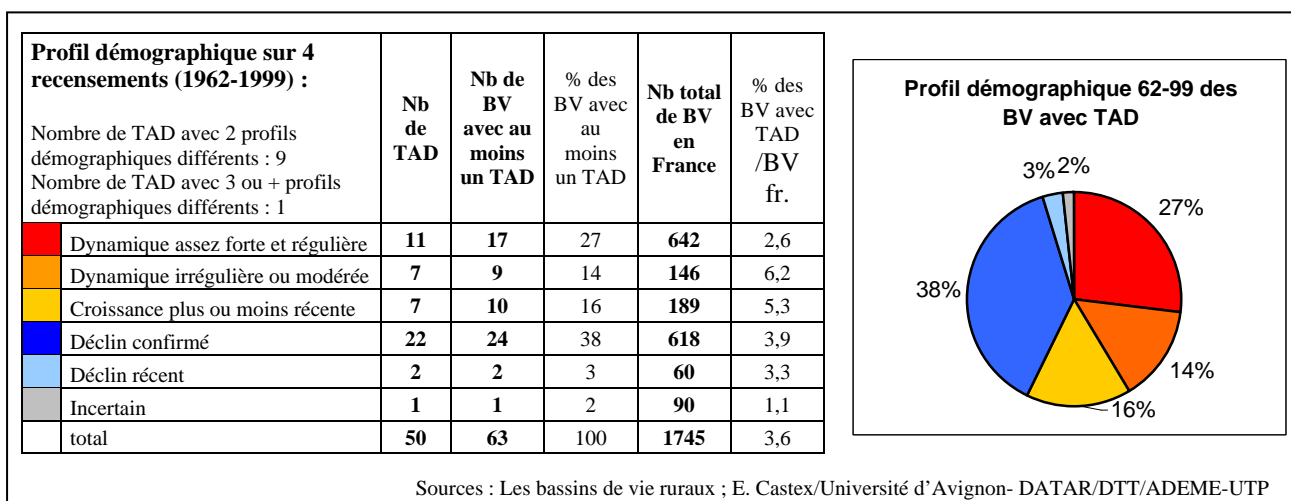 Profil démographique sur 4
recensements (1962-1999) :
Nombre de TAD avec 2 profils
démographiques différents : 9
Nombre de TAD avec 3 ou + profils
démographiques différents : 1
Nb
de
TAD
Nb de
BV
avec au
moins
un TAD
% des
BV avec
au
moins
un TAD
Nb total
de BV
en
France
% des
BV avec
TAD
/BV
fr.
Dynamique assez forte et régulière 11 17 27 642 2,6
Dynamique irrégulière ou modérée 7 9 14 146 6,2
Croissance plus ou moins récente 7 10 16 189 5,3
Déclin confirmé 22 24 38 618 3,9
Déclin récent 2 2 3 60 3,3
Incertain 1 1 2 90 1,1
total 50 63 100 1745 3,6
Profil démographique 62-99 des
BV avec TAD
3% 2%
27%
38%
14%
16%
Sources : Les bassins de vie ruraux ; E. Castex/Université d'Avignon- DATAR/DTT/ADEME-UTP